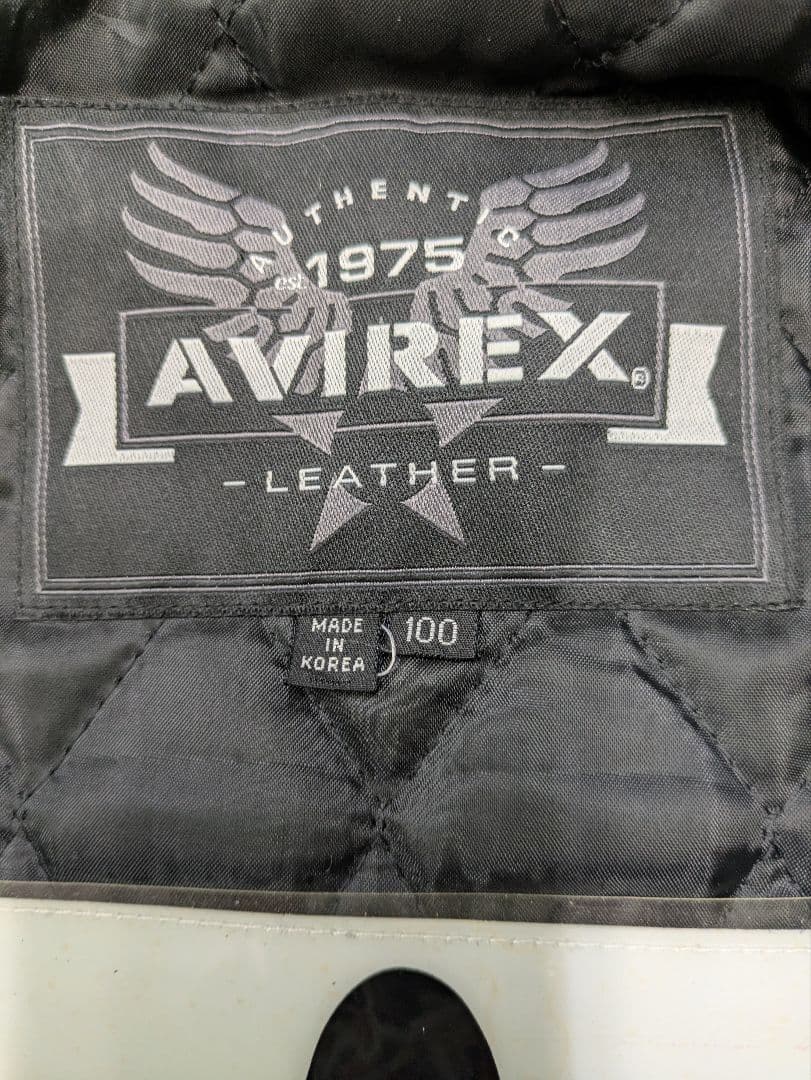 AUTHENTIC
est. 1975
AVIREX®
- LEATHER -
MADE
IN
KOREA
100